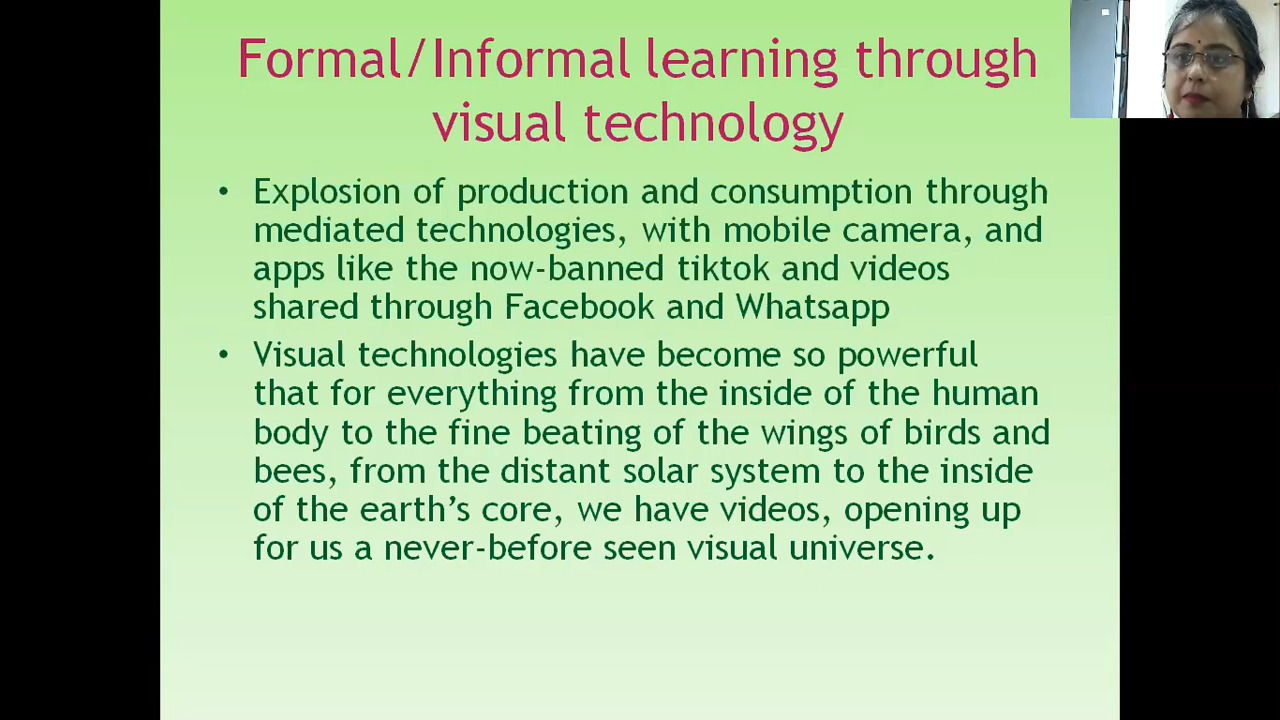 Formal/Informal learning through
visual technology
• Explosion of production and consumption through
mediated technologies, with mobile camera, and
apps like the now-banned tiktok and videos
shared through Facebook and Whatsapp
• Visual technologies have become so powerful
that for everything from the inside of the human
body to the fine beating of the wings of birds and
bees, from the distant solar system to the inside
of the earth’s core, we have videos, opening up
for us a never-before seen visual universe.